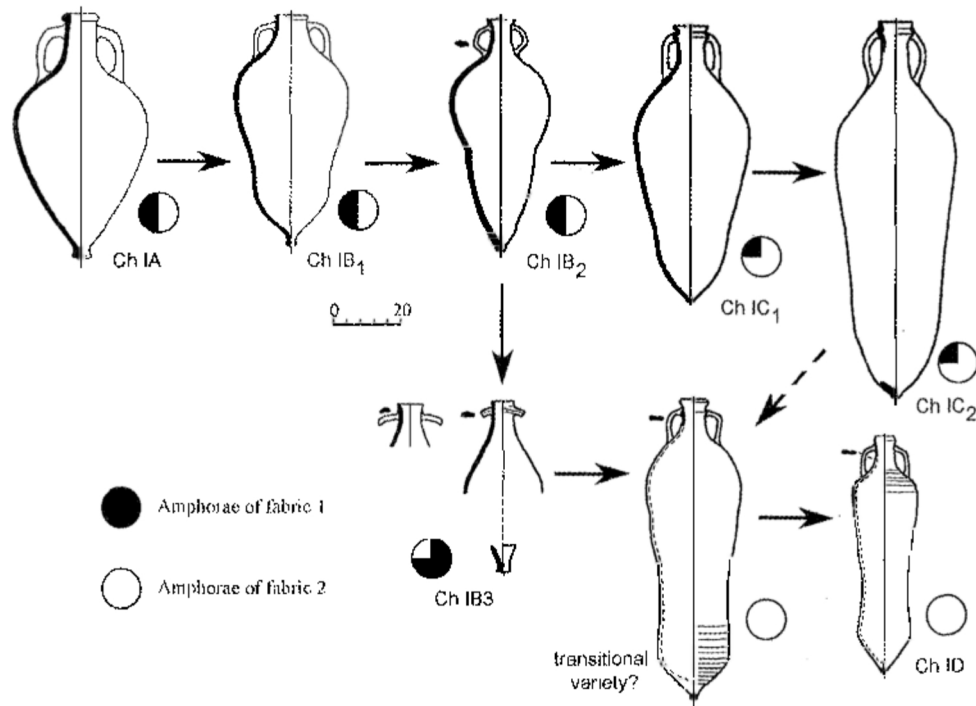 Ch IA
Ch IB1
Ch IB2
Ch IC1
Ch IC2
0 20
Amphorae of fabric 1
Amphorae of fabric 2
Ch IB3
transitional
variety?
Ch ID